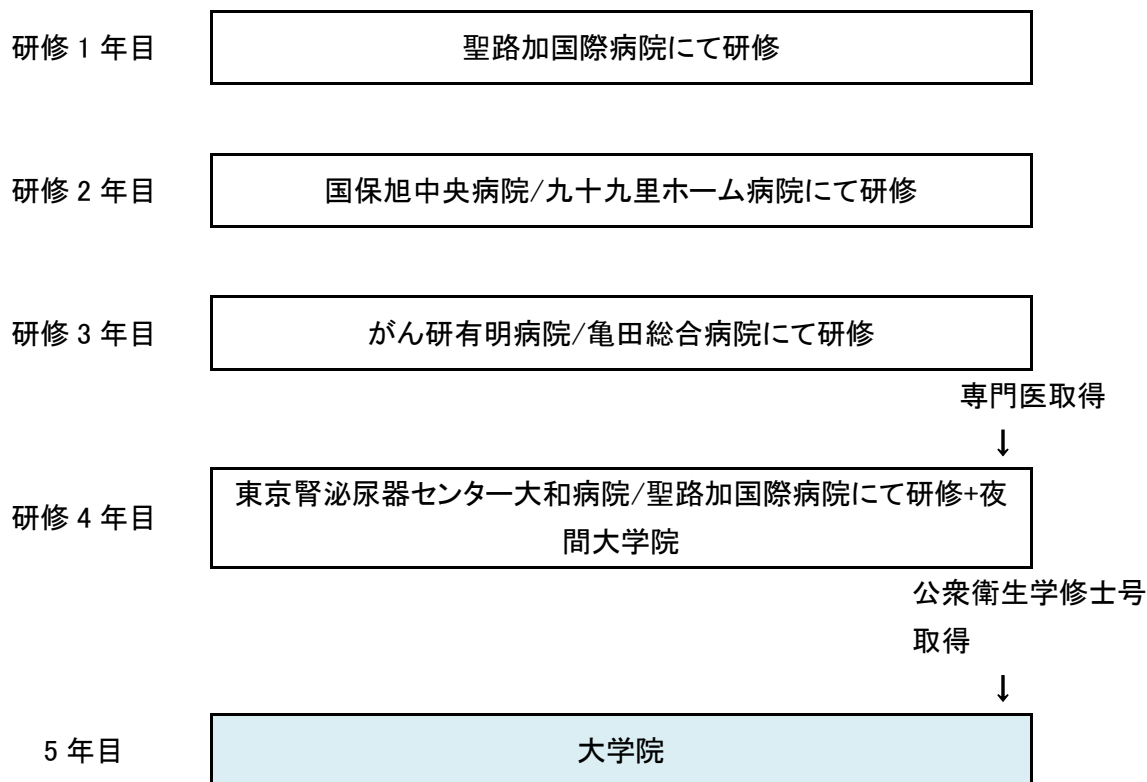 研修 1 年目
聖路加国際病院にて研修
研修 2 年目
国保旭中央病院/九十九里ホーム病院にて研修
研修 3 年目
がん研有明病院/亀田総合病院にて研修
専門医取得
↓
研修 4 年目
東京腎泌尿器センター大和病院/聖路加国際病院にて研修+夜
間大学院
公衆衛生学修士号
取得
↓
5 年目
大学院